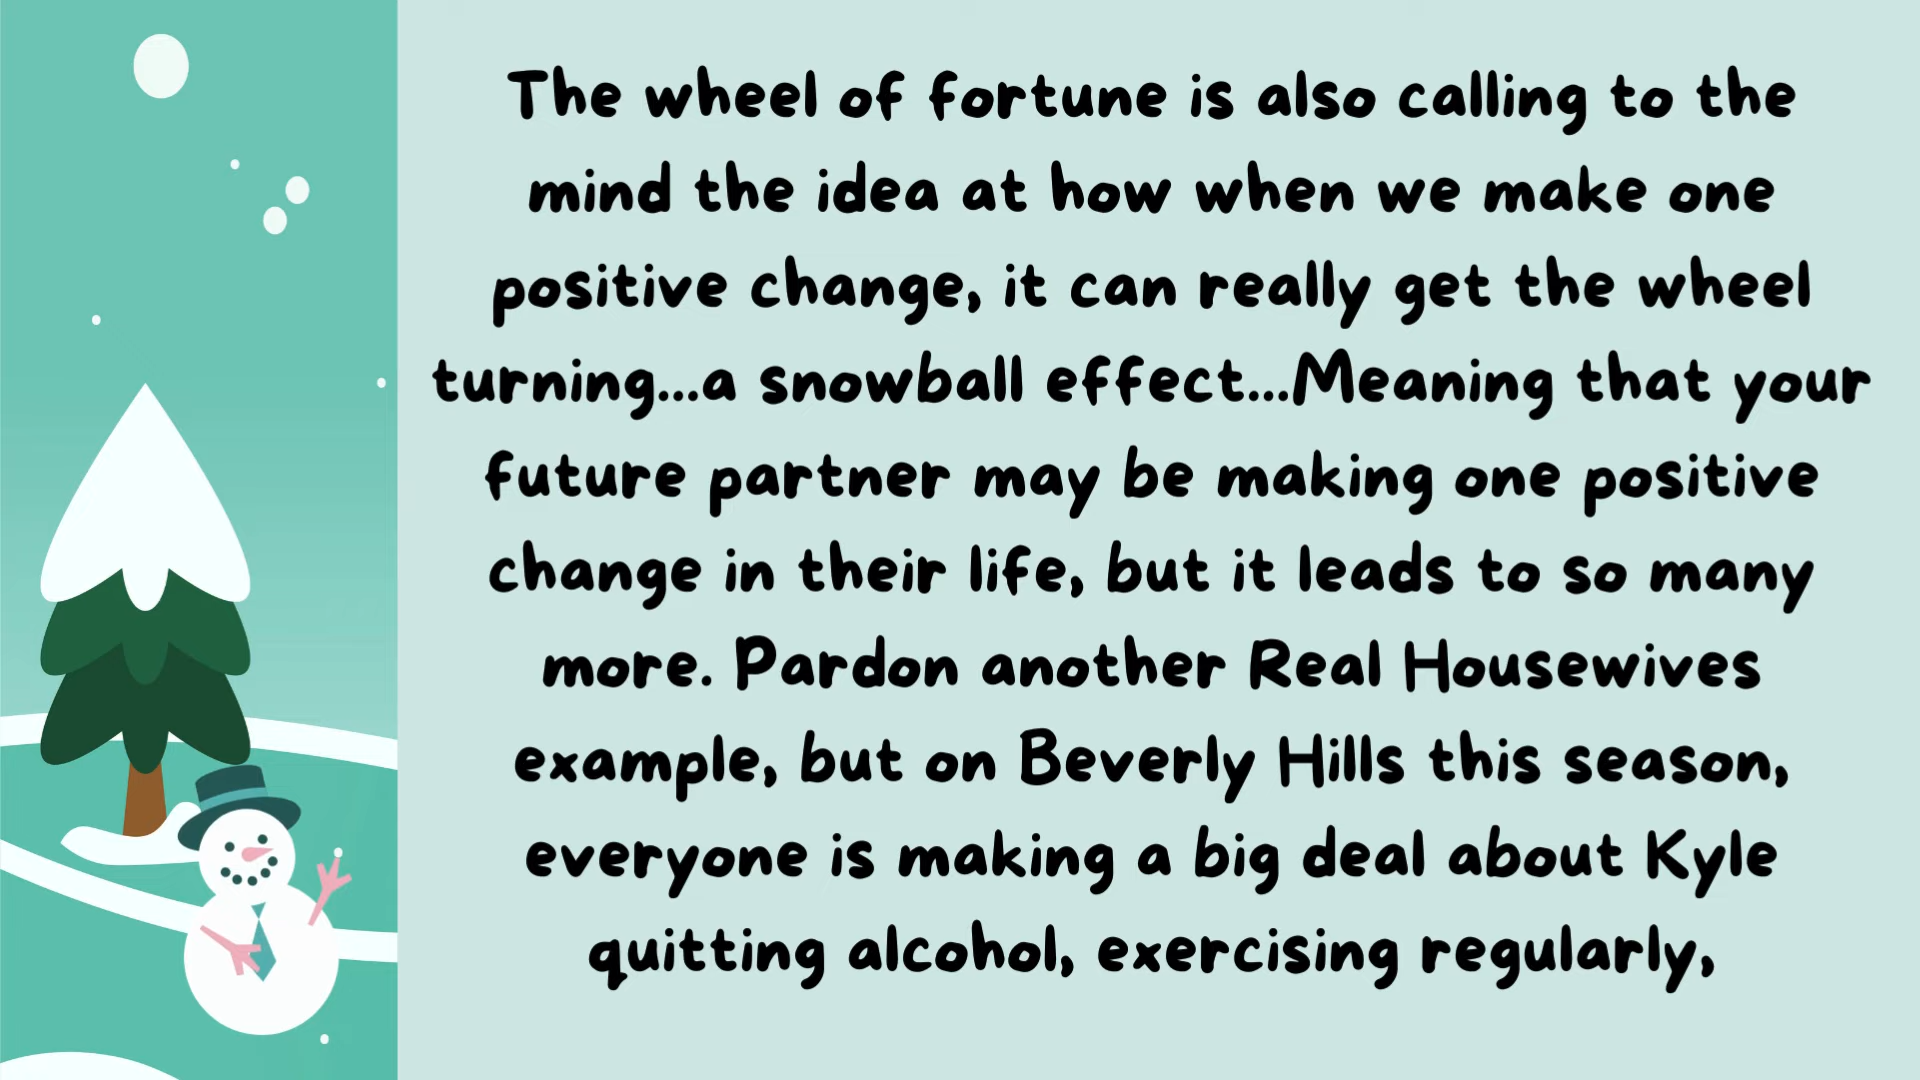 The wheel of fortune is also calling to the
mind the idea at how when we make one
positive change, it can really get the wheel
turning...a snowball effect...Meaning that your
future partner may be making one positive
change in their life, but it leads to so many
more. Pardon another Real Housewives
example, but on Beverly Hills this season,
everyone is making a big deal about Kyle
quitting alcohol, exercising regularly,